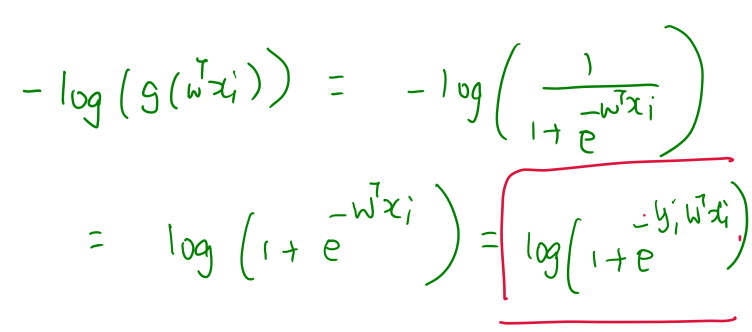 -log(g(wᵀxᵢ)) = -log(1/(1+e^(-wᵀxᵢ)))
= log(1+e^(-wᵀxᵢ)) = log(1+e^(-yᵢwᵀxᵢ))